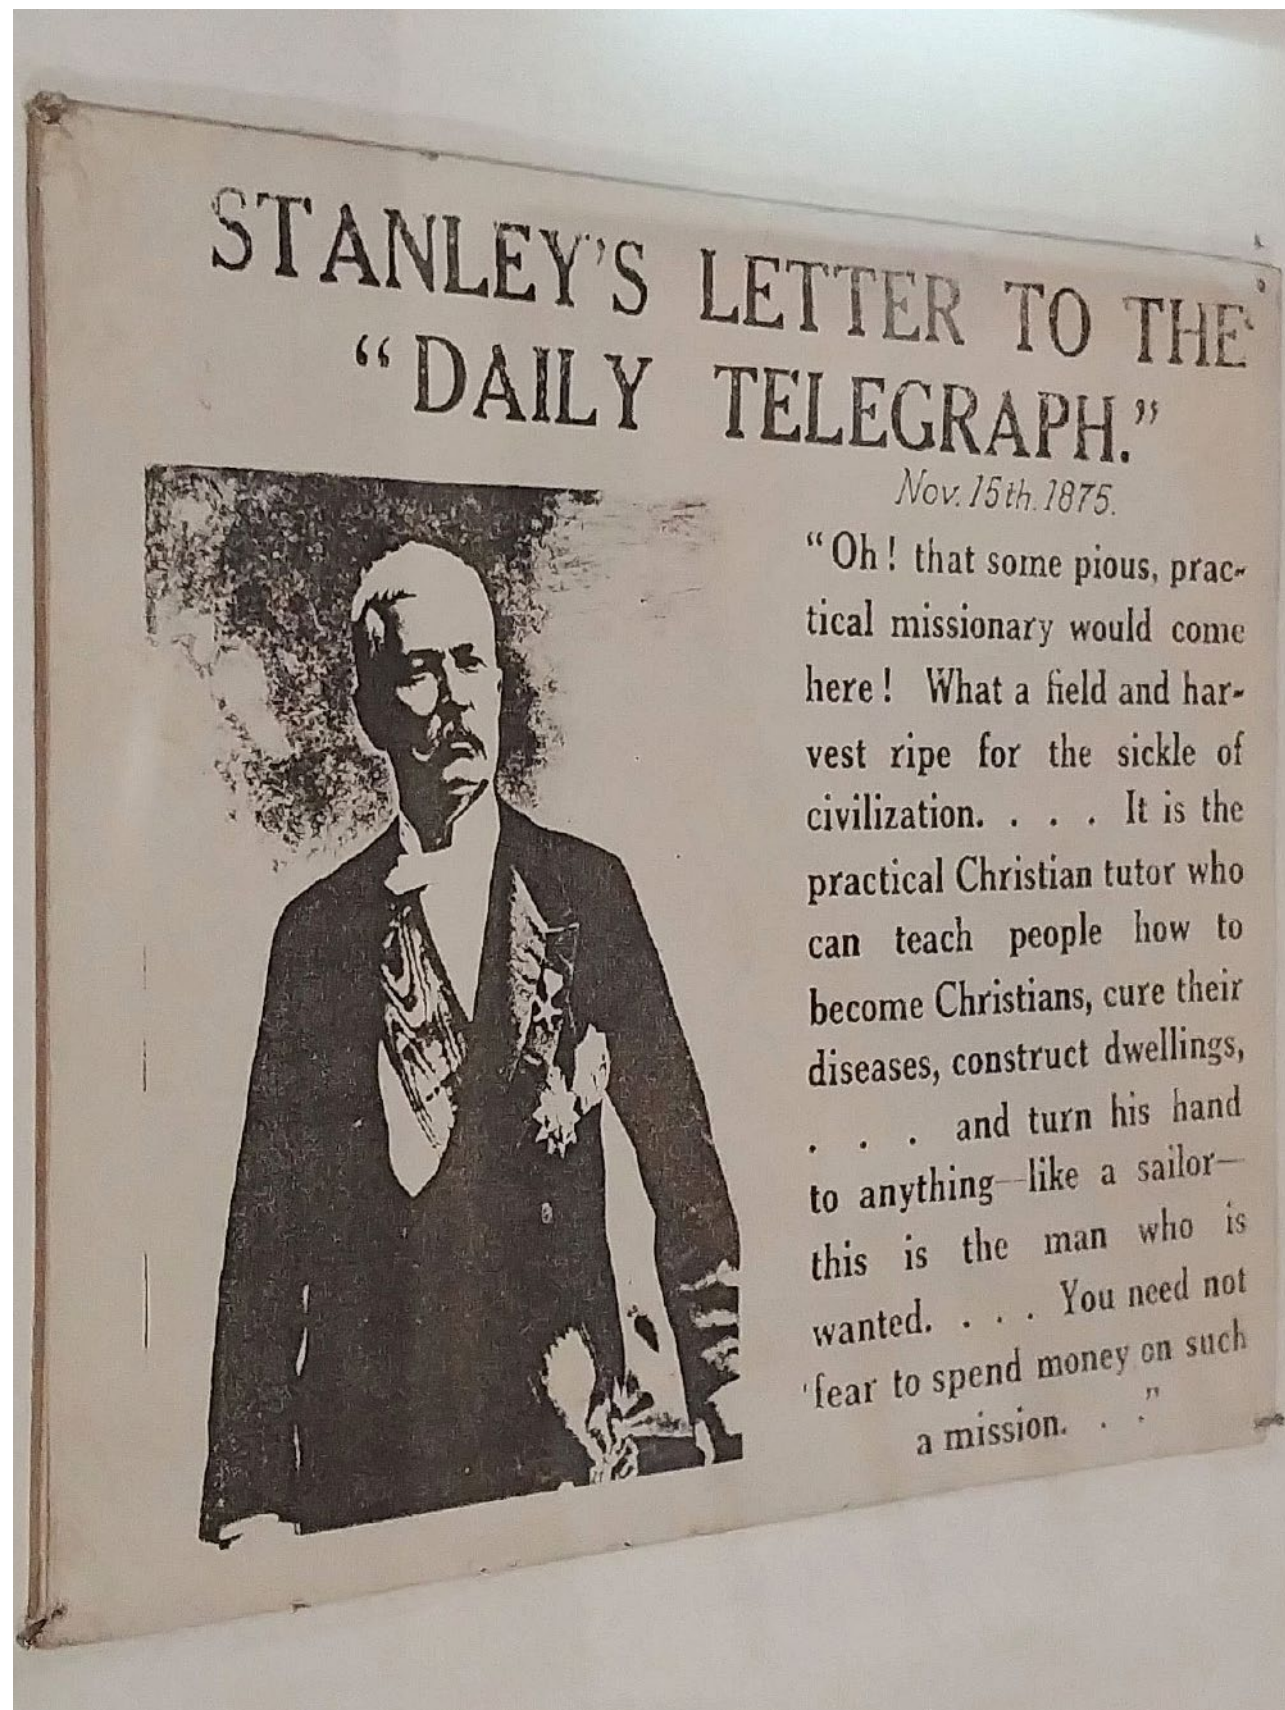 STANLEY'S LETTER TO THE
“DAILY TELEGRAPH.”
Nov. 15th. 1875.
“Oh! that some pious, prac-
tical missionary would come
here! What a field and har-
vest ripe for the sickle of
civilization. . . . It is the
practical Christian tutor who
can teach people how to
become Christians, cure their
diseases, construct dwellings,
. . . and turn his hand
to anything—like a sailor—
this is the man who is
wanted. . . . You need not
fear to spend money on such
a mission. . .”